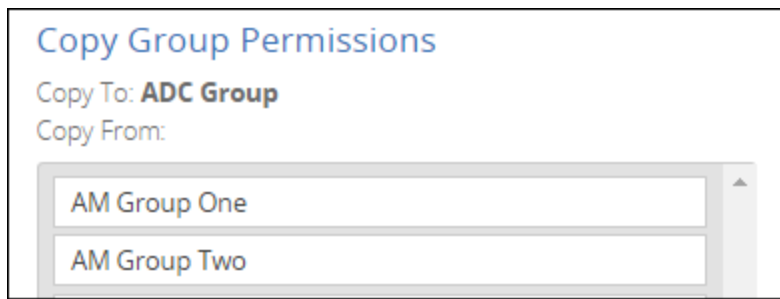 Copy Group Permissions
Copy To: ADC Group
Copy From:
AM Group One
AM Group Two